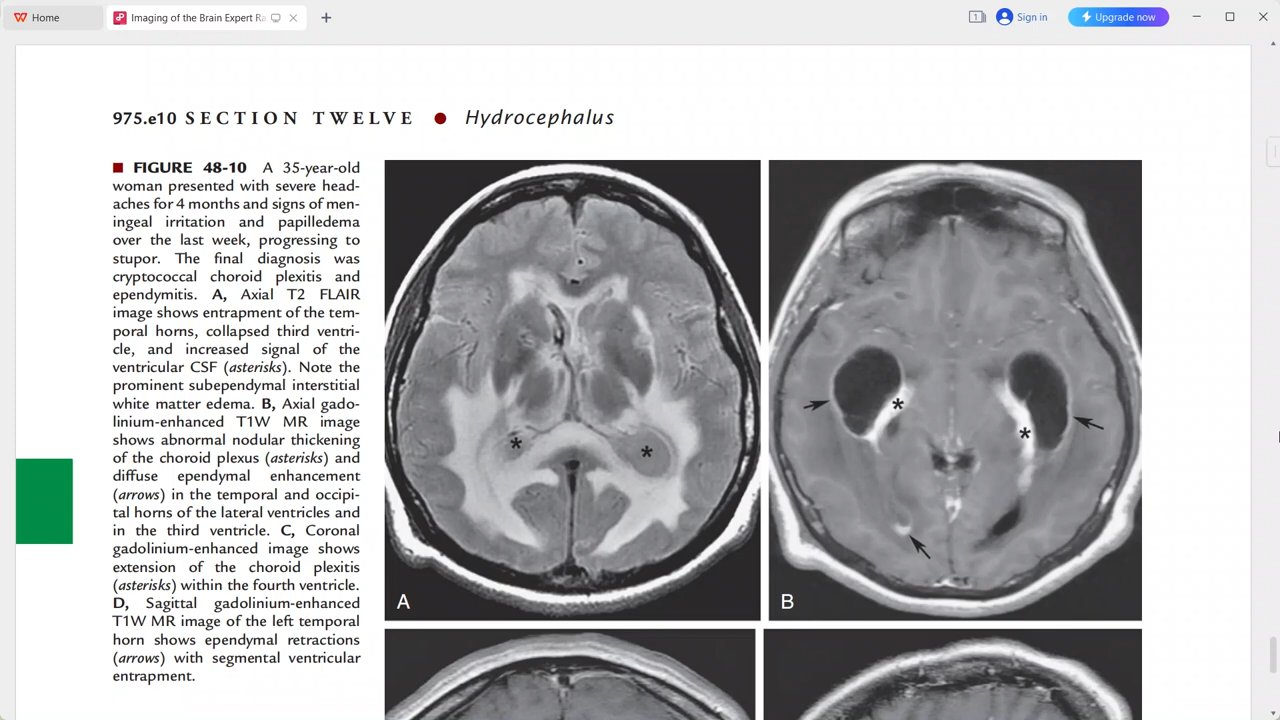 Home
Imaging of the Brain Expert Ra
1
Sign in
Upgrade now
975.e10 SECTION TWELVE ● Hydrocephalus
■ FIGURE 48-10 A 35-year-old
woman presented with severe head-
aches for 4 months and signs of men-
ingeal irritation and papilledema
over the last week, progressing to
stupor. The final diagnosis was
cryptococcal choroid plexitis and
ependymitis. A, Axial T2 FLAIR
image shows entrapment of the tem-
poral horns, collapsed third ventri-
cle, and increased signal of the
ventricular CSF (asterisks). Note the
prominent subependymal interstitial
white matter edema. B, Axial gado-
linium-enhanced T1W MR image
shows abnormal nodular thickening
of the choroid plexus (asterisks) and
diffuse ependymal enhancement
(arrows) in the temporal and occipi-
tal horns of the lateral ventricles and
in the third ventricle. C, Coronal
gadolinium-enhanced image shows
extension of the choroid plexitis
(asterisks) within the fourth ventricle.
D, Sagittal gadolinium-enhanced
T1W MR image of the left temporal
horn shows ependymal retractions
(arrows) with segmental ventricular
entrapment.
* *
A
* *
B